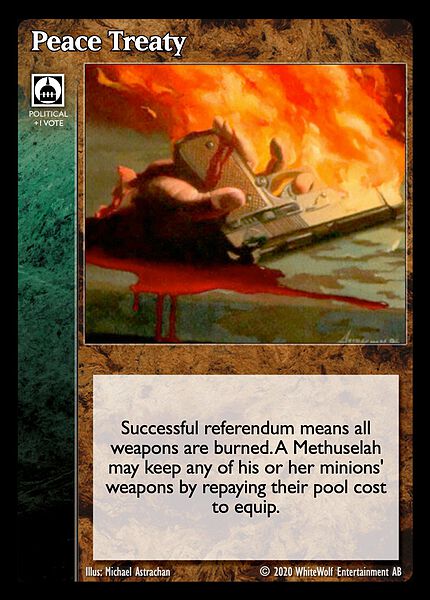 Peace Treaty
POLITICAL
+1 VOTE
Successful referendum means all
weapons are burned. A Methuselah
may keep any of his or her minions'
weapons by repaying their pool cost
to equip.
Illus: Michael Astrachan
© 2020 WhiteWolf Entertainment AB